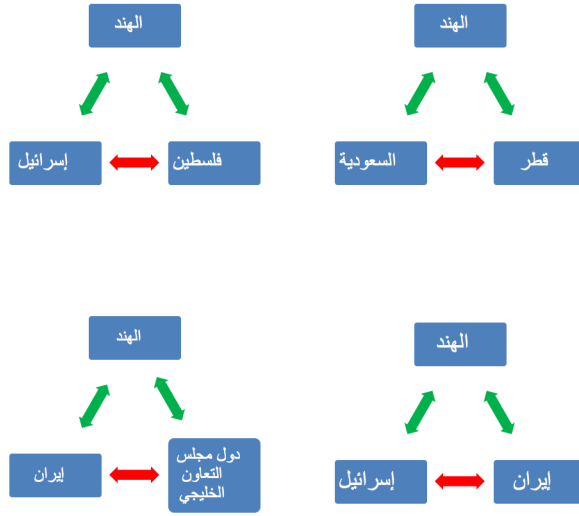 الهند
إسرائيل
فلسطين
الهند
السعودية
قطر
الهند
إيران
دول مجلس
التعاون
الخليجي
الهند
إسرائيل
إيران